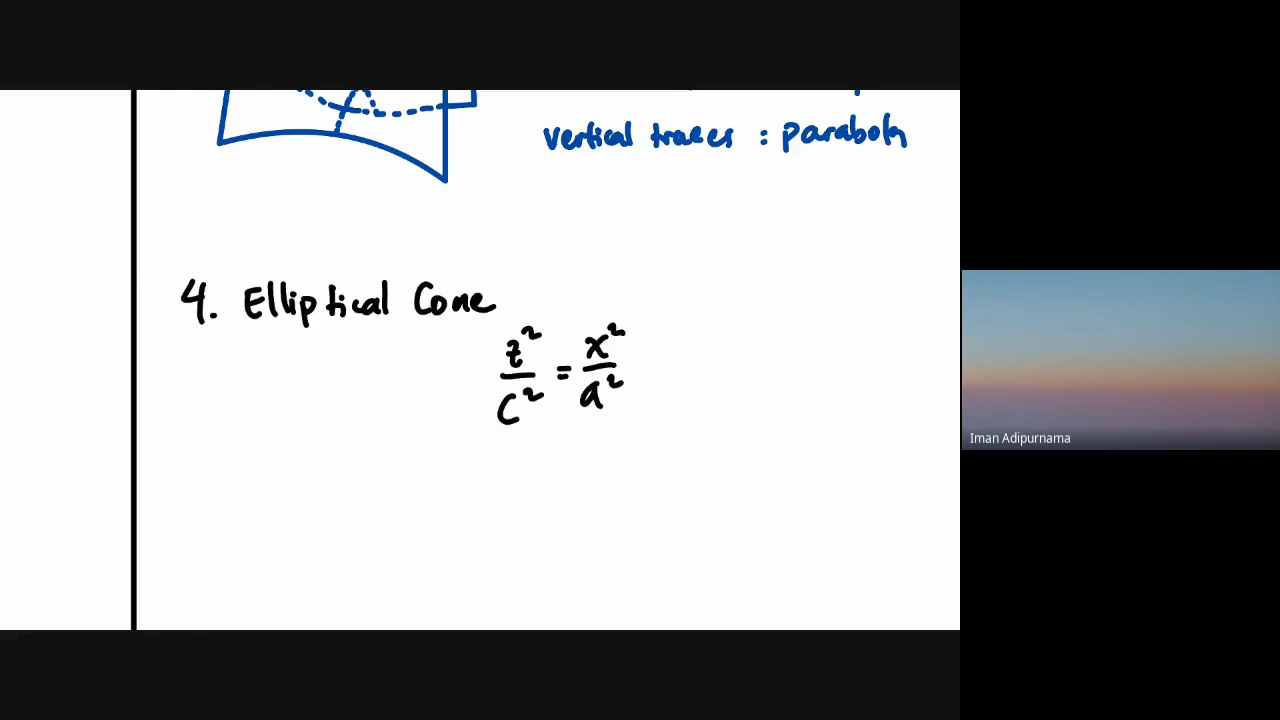 vertical traces : parabola
4. Elliptical Cone
z²/c² = x²/a²
Iman Adipurnama